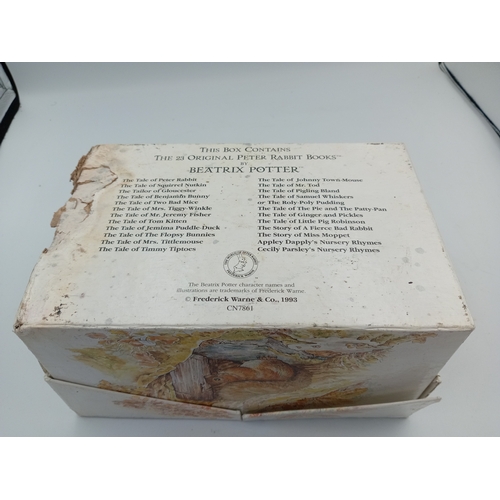 THIS BOX CONTAINS
THE 23 ORIGINAL PETER RABBIT BOOKS™
BY
BEATRIX POTTER™
The Tale of Peter Rabbit
The Tale of Squirrel Nutkin
The Tailor of Gloucester
The Tale of Benjamin Bunny
The Tale of Two Bad Mice
The Tale of Mrs. Tiggy-Winkle
The Tale of Mr. Jeremy Fisher
The Tale of Tom Kitten
The Tale of Jemima Puddle-Duck
The Tale of The Flopsy Bunnies
The Tale of Mrs. Tittlemouse
The Tale of Timmy Tiptoes
The Tale of Johnny Town-Mouse
The Tale of Mr. Tod
The Tale of Pigling Bland
The Tale of Samuel Whiskers
or The Roly-Poly Pudding
The Tale of The Pie and The Patty-Pan
The Tale of Ginger and Pickles
The Tale of Little Pig Robinson
The Story of A Fierce Bad Rabbit
The Story of Miss Moppet
Appley Dapply's Nursery Rhymes
Cecily Parsley's Nursery Rhymes
FREDERICK WARNE
The Beatrix Potter character names and
illustrations are trademarks of Frederick Warne.
© Frederick Warne & Co., 1993
CN7861